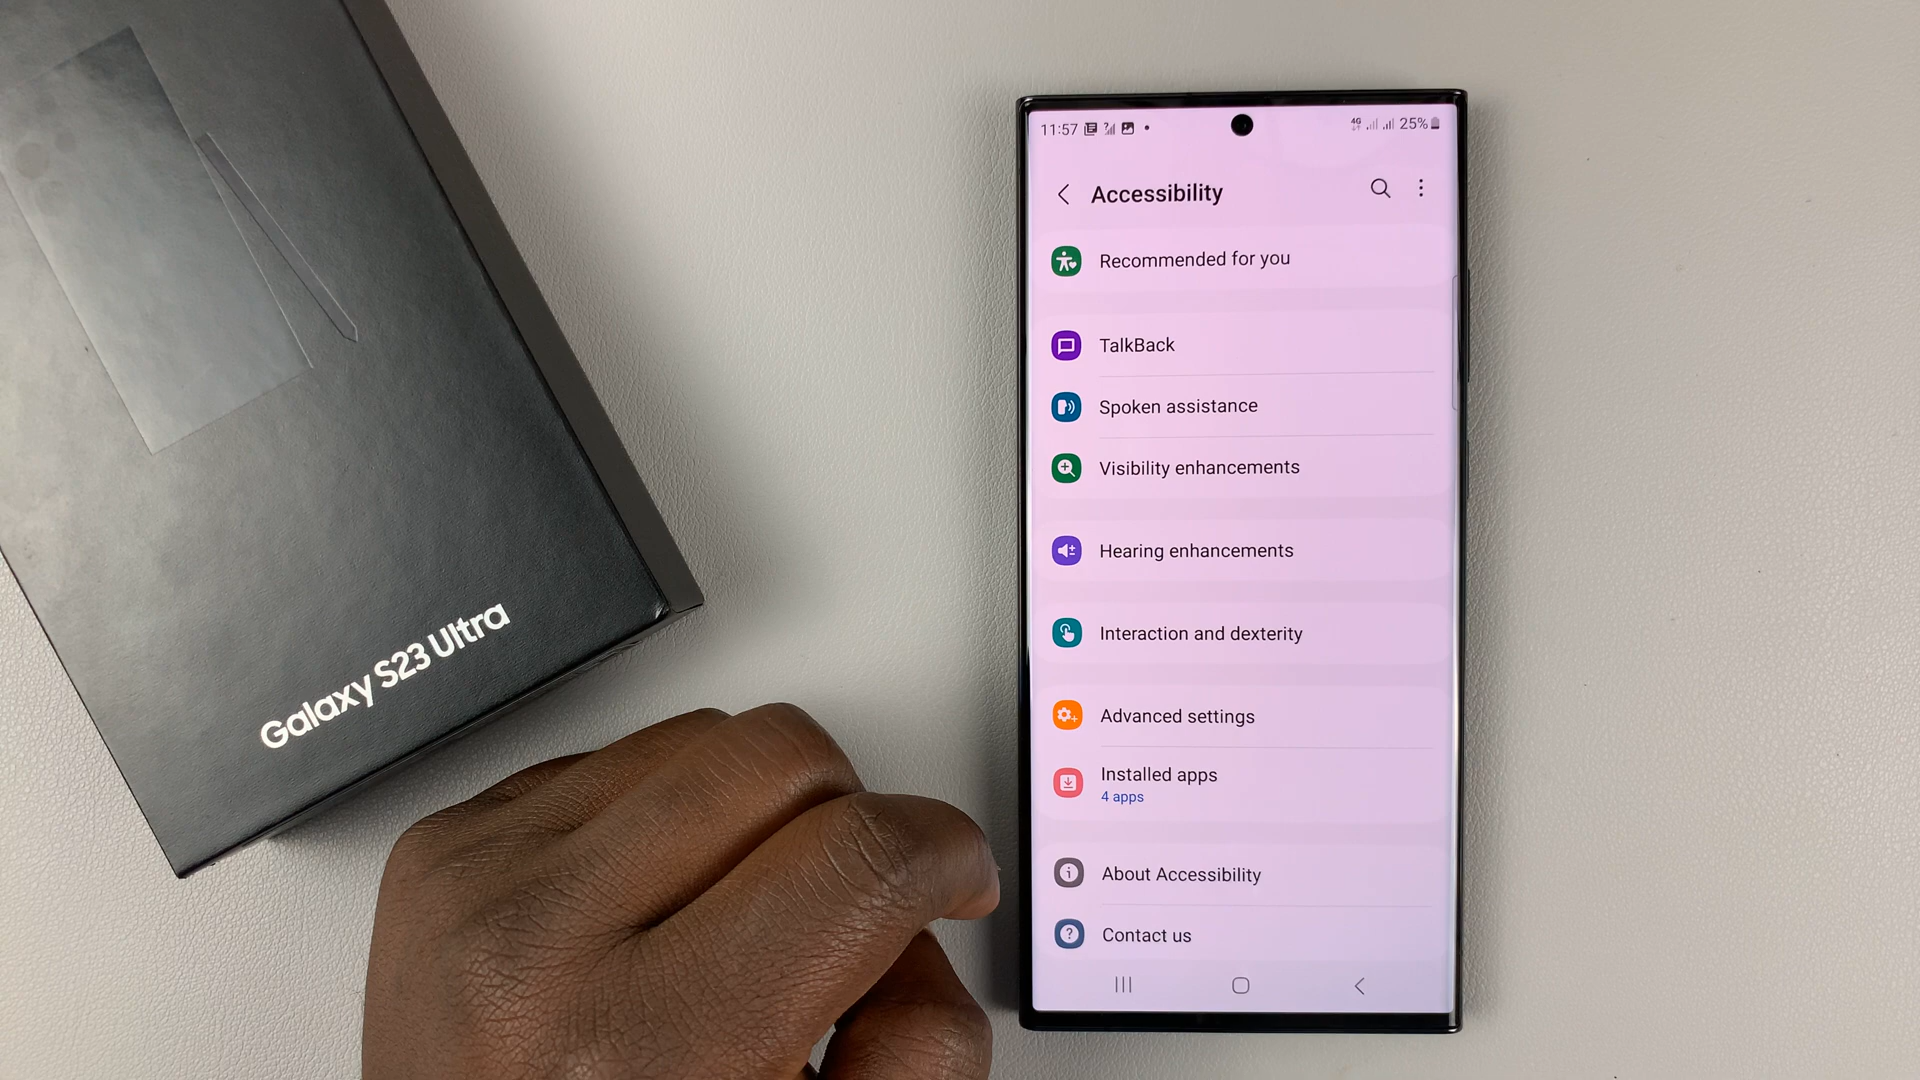 Galaxy S23 Ultra
11:57
4G
25%
Accessibility
Recommended for you
TalkBack
Spoken assistance
Visibility enhancements
Hearing enhancements
Interaction and dexterity
Advanced settings
Installed apps
4 apps
About Accessibility
Contact us